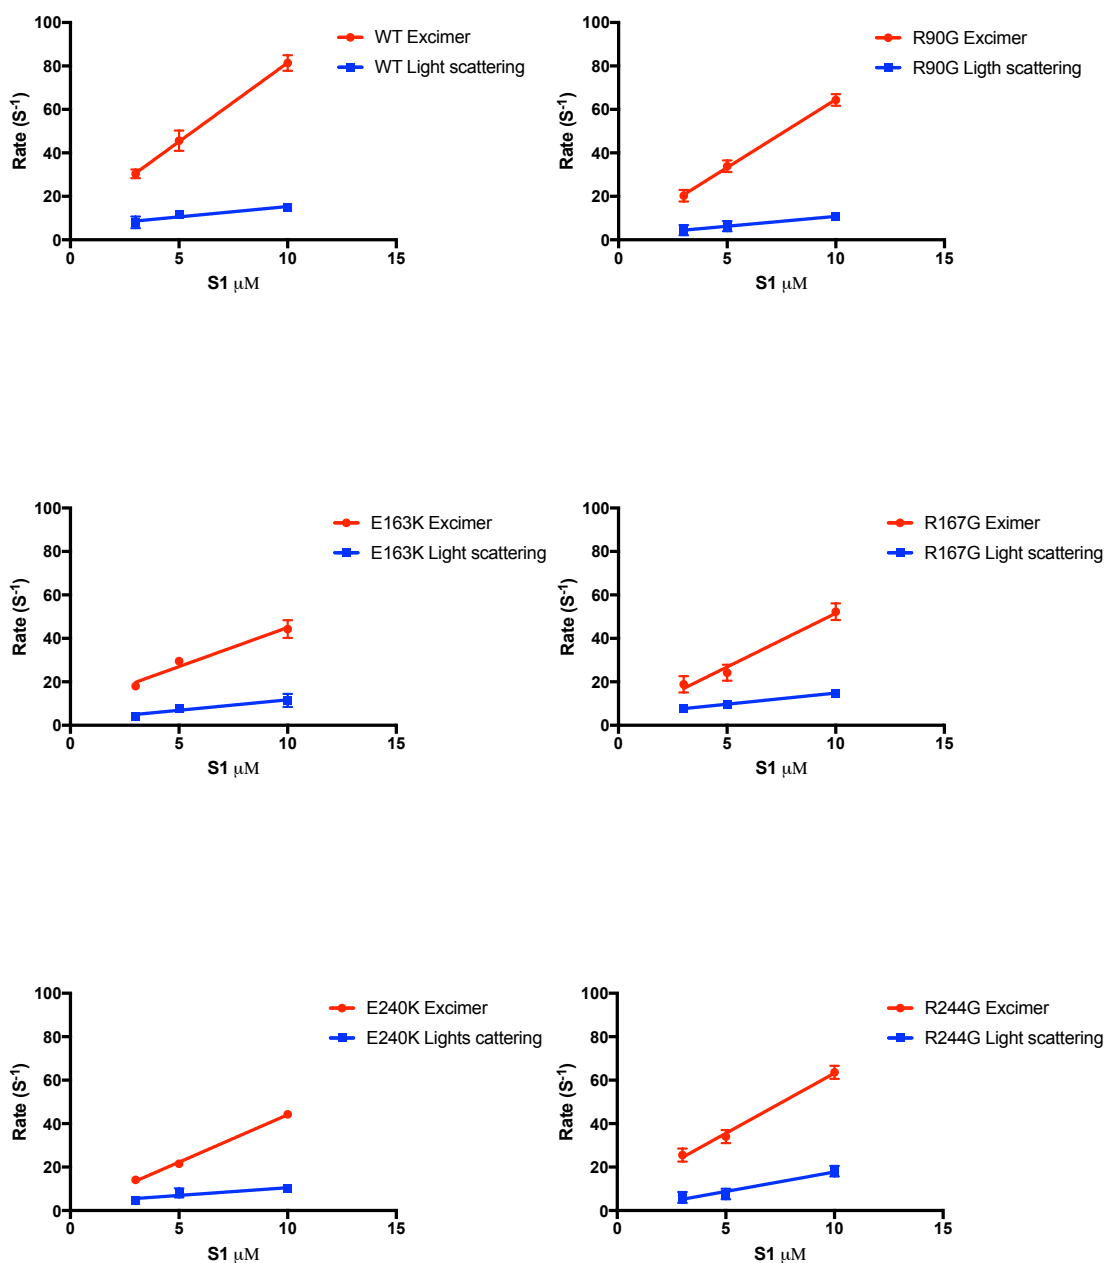 100
80
60
40
20
0
Rate (S⁻¹)
0 5 10 15
S1 μM
WT Excimer
WT Light scattering
100
80
60
40
20
0
Rate (S⁻¹)
0 5 10 15
S1 μM
R90G Excimer
R90G Ligth scattering
100
80
60
40
20
0
Rate (S⁻¹)
0 5 10 15
S1 μM
E163K Excimer
E163K Light scattering
100
80
60
40
20
0
Rate (S⁻¹)
0 5 10 15
S1 μM
R167G Eximer
R167G Light scattering
100
80
60
40
20
0
Rate (S⁻¹)
0 5 10 15
S1 μM
E240K Excimer
E240K Lights cattering
100
80
60
40
20
0
Rate (S⁻¹)
0 5 10 15
S1 μM
R244G Excimer
R244G Light scattering